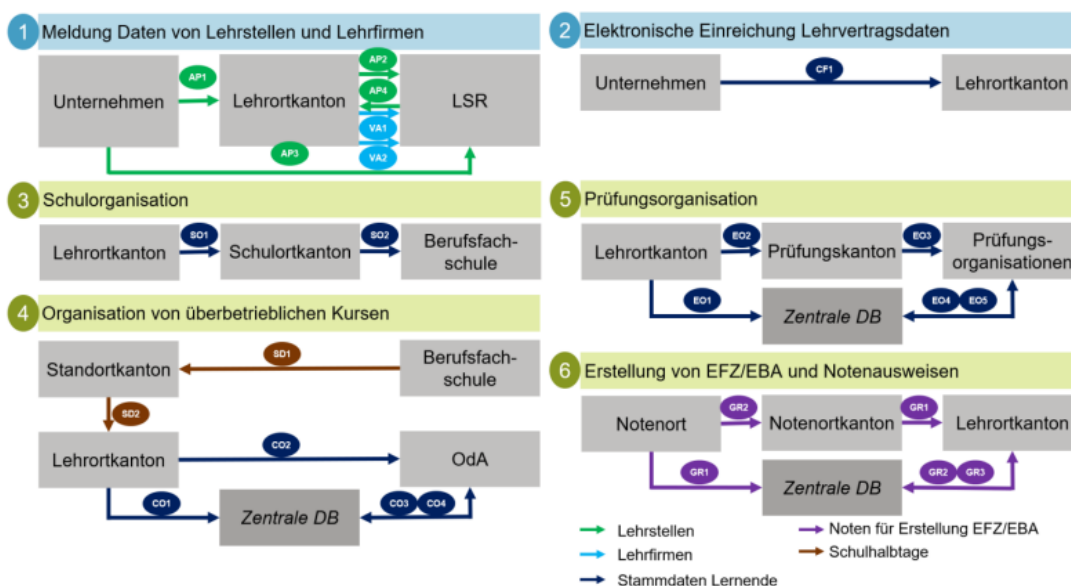 1 Meldung Daten von Lehrstellen und Lehrfirmen
Unternehmen
AP1
Lehrortkanton
AP2
AP4
VA1
VA2
LSR
AP3
2 Elektronische Einreichung Lehrvertragsdaten
Unternehmen
CF1
Lehrortkanton
3 Schulorganisation
Lehrortkanton
SO1
Schulortkanton
SO2
Berufsfach-
schule
4 Organisation von überbetrieblichen Kursen
Standortkanton
SD1
Berufsfach-
schule
SD2
Lehrortkanton
CO2
OdA
CO1
Zentrale DB
CO3
CO4
5 Prüfungsorganisation
Lehrortkanton
EO2
Prüfungskanton
EO3
Prüfungs-
organisationen
EO1
Zentrale DB
EO4
EO5
6 Erstellung von EFZ/EBA und Notenausweisen
Notenort
GR2
Notenortkanton
GR1
Lehrortkanton
GR1
Zentrale DB
GR2
GR3
Lehrstellen
Lehrfirmen
Stammdaten Lernende
Noten für Erstellung EFZ/EBA
Schulhalbtage